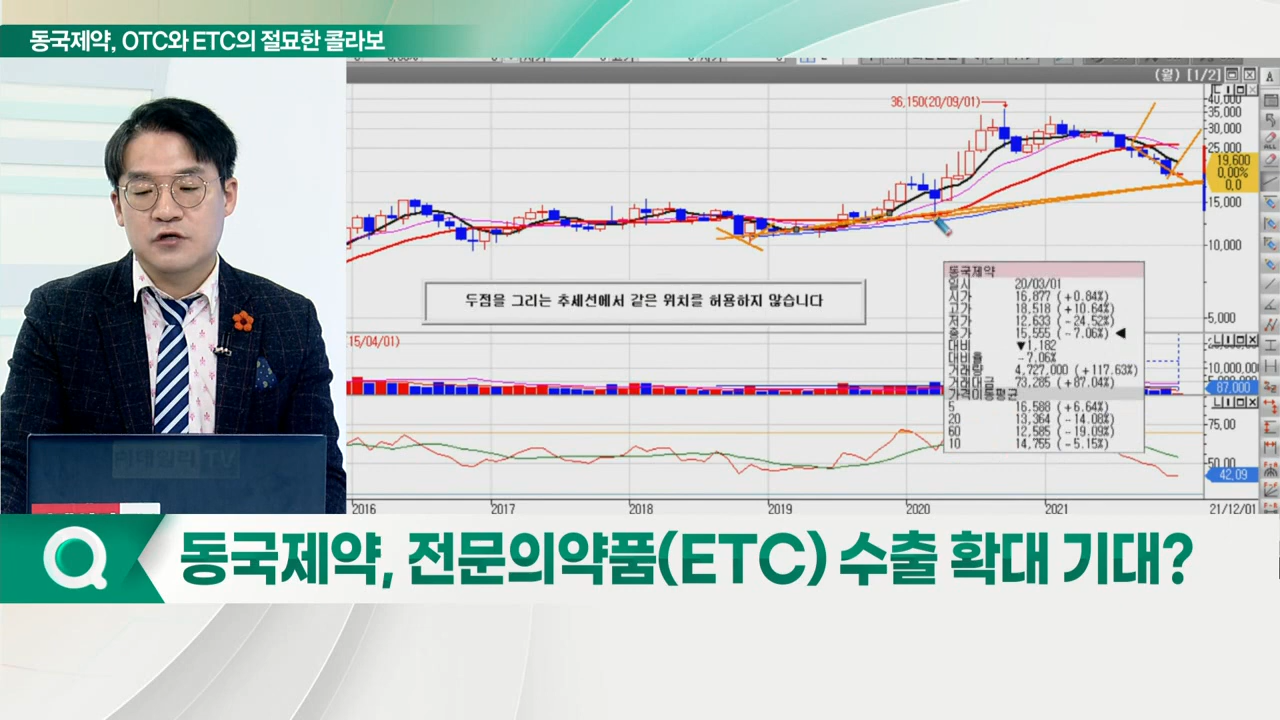 동국제약, OTC와 ETC의 절묘한 콜라보
(월) [1/2]
36,150(20/09/01)
40,000
35,000
30,000
25,000
19,600
0.00%
0.0
15,000
10,000
5,000
두점을 그리는 추세선에서 같은 위치를 허용하지 않습니다
동국제약
일시 20/03/01
시가 16,877 (+0.84%)
고가 18,518 (+10.64%)
저가 12,633 (-24.52%)
종가 15,555 (-7.06%) ◀
대비 ▼1,182
대비율 -7.06%
거래량 4,727,000 (+117.63%)
거래대금 73,285 (+87.04%)
가격이동평균
5 16,588 (+6.64%)
20 13,364 (-14.08%)
60 12,585 (-19.09%)
10 14,755 (-5.15%)
15/04/01)
10,000,000
87,000
75.00
50.00
42.09
2016 2017 2018 2019 2020 2021 21/12/01
이데일리 TV
동국제약, 전문의약품(ETC) 수출 확대 기대?